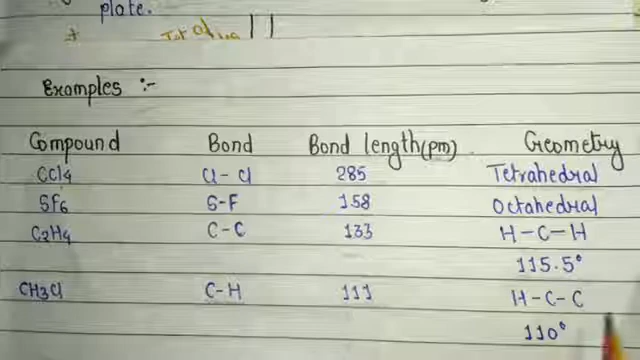 plate.
Examples :-
Compound Bond Bond length(pm) Geometry
CCl4 Cl-Cl 285 Tetrahedral
SF6 S-F 158 Octahedral
C2H4 C-C 133 H-C-H
115.5°
CH3Cl C-H 111 H-C-C
110°